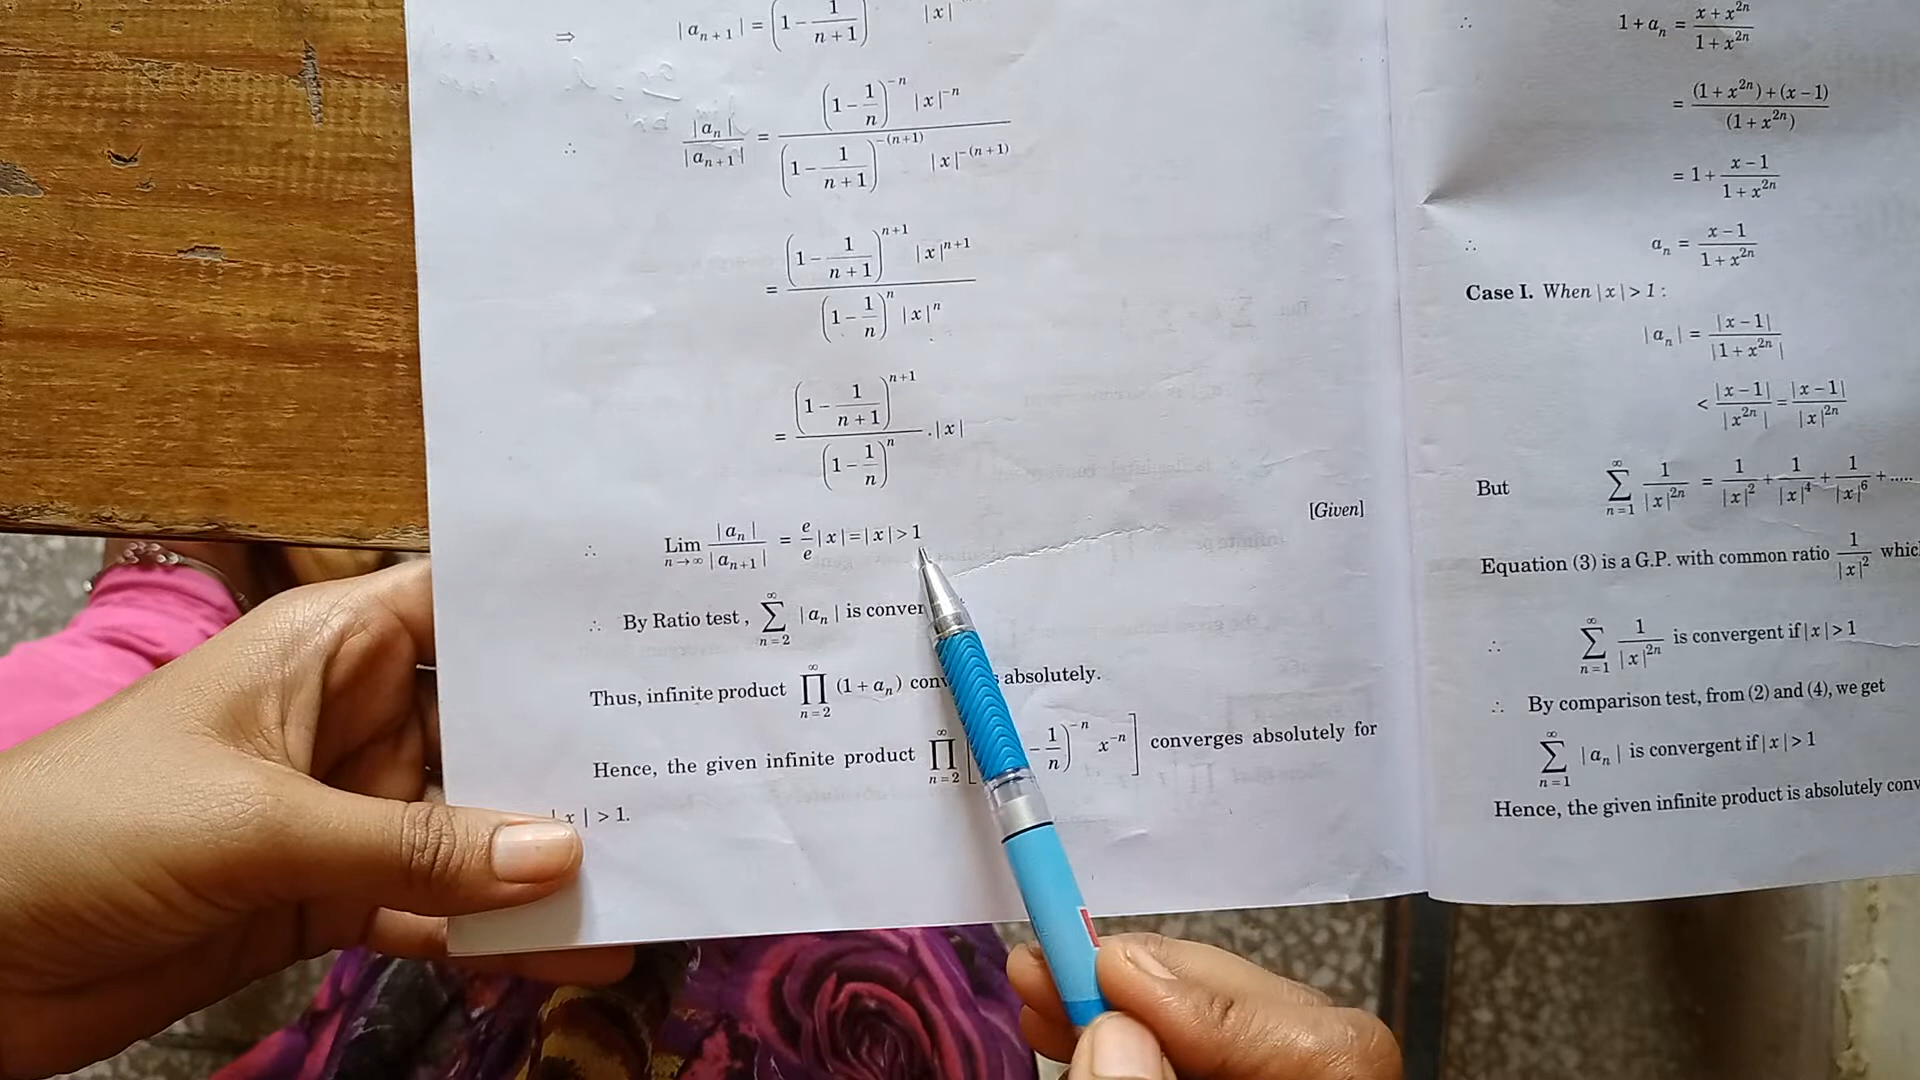 ⇒ | a_{n+1} | = (1 − 1/(n+1)) | x |
∴ | a_n | / | a_{n+1} | = (1 − 1/n)^{−n} | x |^{−n} / (1 − 1/(n+1))^{−(n+1)} | x |^{−(n+1)}
= (1 − 1/(n+1))^{n+1} | x |^{n+1} / (1 − 1/n)^n | x |^n
= (1 − 1/(n+1))^{n+1} / (1 − 1/n)^n . | x |
[Given]
∴ Lim_{n→∞} | a_n | / | a_{n+1} | = e/e | x | = | x | > 1
∴ By Ratio test, ∑_{n=2}^{∞} | a_n | is conver
Thus, infinite product ∏_{n=2}^{∞} (1 + a_n) absolutely.
Hence, the given infinite product ∏_{n=2}^{∞} [ − 1/n)^{−n} x^{−n} ] converges absolutely for
| x | > 1.
∴ 1 + a_n = (x + x^{2n}) / (1 + x^{2n})
= ((1 + x^{2n}) + (x − 1)) / (1 + x^{2n})
= 1 + (x − 1) / (1 + x^{2n})
∴ a_n = (x − 1) / (1 + x^{2n})
Case I. When | x | > 1 :
| a_n | = | x − 1 | / | 1 + x^{2n} |
< | x − 1 | / | x^{2n} | = | x − 1 | / | x |^{2n}
But ∑_{n=1}^{∞} 1 / | x |^{2n} = 1 / | x |^2 + 1 / | x |^4 + 1 / | x |^6 + .....
Equation (3) is a G.P. with common ratio 1 / | x |^2
∴ ∑_{n=1}^{∞} 1 / | x |^{2n} is convergent if | x | > 1
∴ By comparison test, from (2) and (4), we get
∑_{n=1}^{∞} | a_n | is convergent if | x | > 1
Hence, the given infinite product is absolutely conv